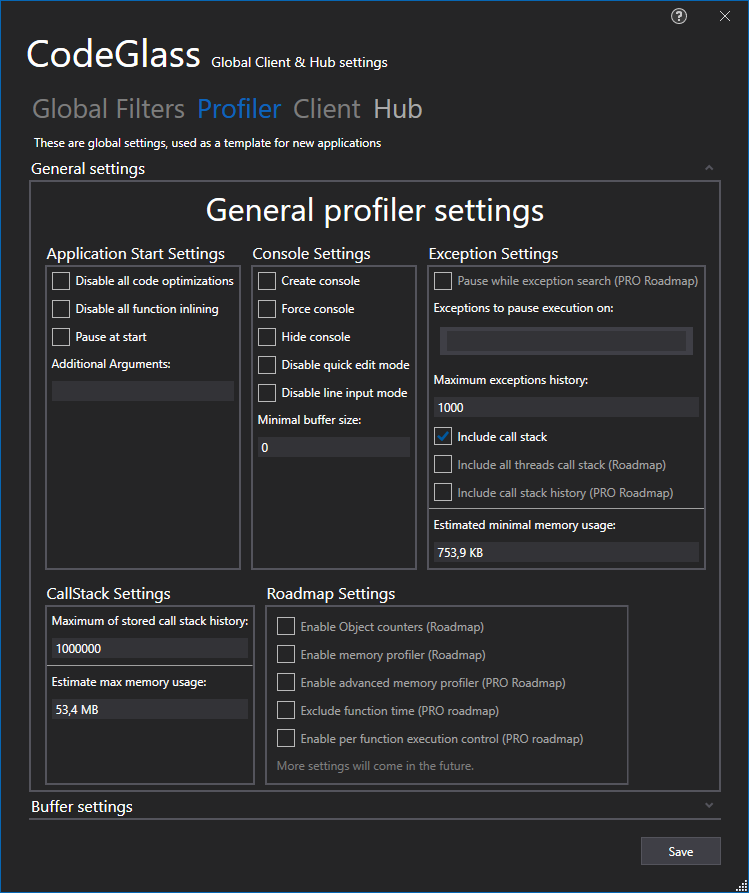 CodeGlass Global Client & Hub settings
Global Filters Profiler Client Hub
These are global settings, used as a template for new applications
General settings
General profiler settings
Application Start Settings
Disable all code optimizations
Disable all function inlining
Pause at start
Additional Arguments:
Console Settings
Create console
Force console
Hide console
Disable quick edit mode
Disable line input mode
Minimal buffer size:
0
Exception Settings
Pause while exception search (PRO Roadmap)
Exceptions to pause execution on:
Maximum exceptions history:
1000
Include call stack
Include all threads call stack (Roadmap)
Include call stack history (PRO Roadmap)
Estimated minimal memory usage:
753,9 KB
CallStack Settings
Maximum of stored call stack history:
1000000
Estimate max memory usage:
53,4 MB
Roadmap Settings
Enable Object counters (Roadmap)
Enable memory profiler (Roadmap)
Enable advanced memory profiler (PRO Roadmap)
Exclude function time (PRO roadmap)
Enable per function execution control (PRO roadmap)
More settings will come in the future.
Buffer settings
Save